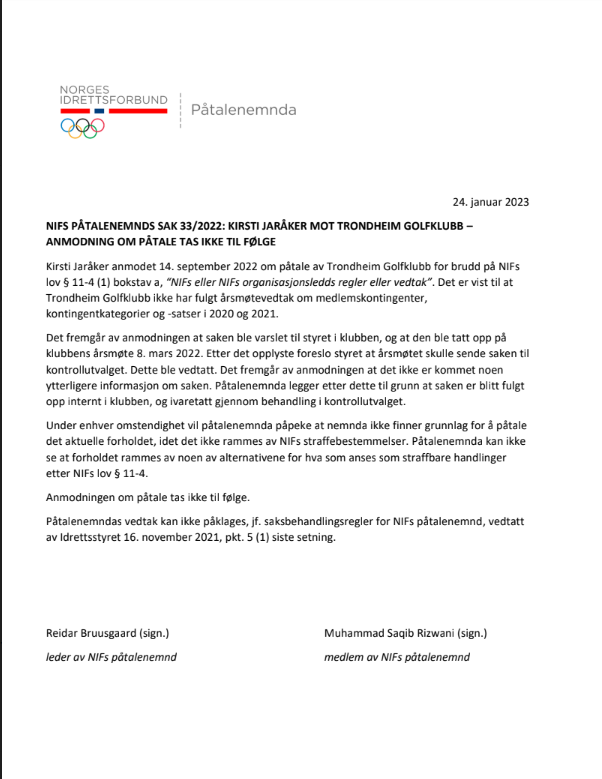 NORGES
IDRETTSFORBUND
Påtalenemnda
24. januar 2023
NIFS PÅTALENEMNDS SAK 33/2022: KIRSTI JARÅKER MOT TRONDHEIM GOLFKLUBB –
ANMODNING OM PÅTALE TAS IKKE TIL FØLGE
Kirsti Jaråker anmodet 14. september 2022 om påtale av Trondheim Golfklubb for brudd på NIFs
lov § 11-4 (1) bokstav a, “NIFs eller NIFs organisasjonsledds regler eller vedtak”. Det er vist til at
Trondheim Golfklubb ikke har fulgt årsmøtevedtak om medlemskontingenter,
kontingentkategorier og -satser i 2020 og 2021.
Det fremgår av anmodningen at saken ble varslet til styret i klubben, og at den ble tatt opp på
klubbens årsmøte 8. mars 2022. Etter det opplyste foreslo styret at årsmøtet skulle sende saken til
kontrollutvalget. Dette ble vedtatt. Det fremgår av anmodningen at det ikke er kommet noen
ytterligere informasjon om saken. Påtalenemnda legger etter dette til grunn at saken er blitt fulgt
opp internt i klubben, og ivaretatt gjennom behandling i kontrollutvalget.
Under enhver omstendighet vil påtalenemnda påpeke at nemnda ikke finner grunnlag for å påtale
det aktuelle forholdet, idet det ikke rammes av NIFs straffebestemmelser. Påtalenemnda kan ikke
se at forholdet rammes av noen av alternativene for hva som anses som straffbare handlinger
etter NIFs lov § 11-4.
Anmodningen om påtale tas ikke til følge.
Påtalenemndas vedtak kan ikke påklages, jf. saksbehandlingsregler for NIFs påtalenemnd, vedtatt
av Idrettsstyret 16. november 2021, pkt. 5 (1) siste setning.
Reidar Bruusgaard (sign.)
leder av NIFs påtalenemnd
Muhammad Saqib Rizwani (sign.)
medlem av NIFs påtalenemnd